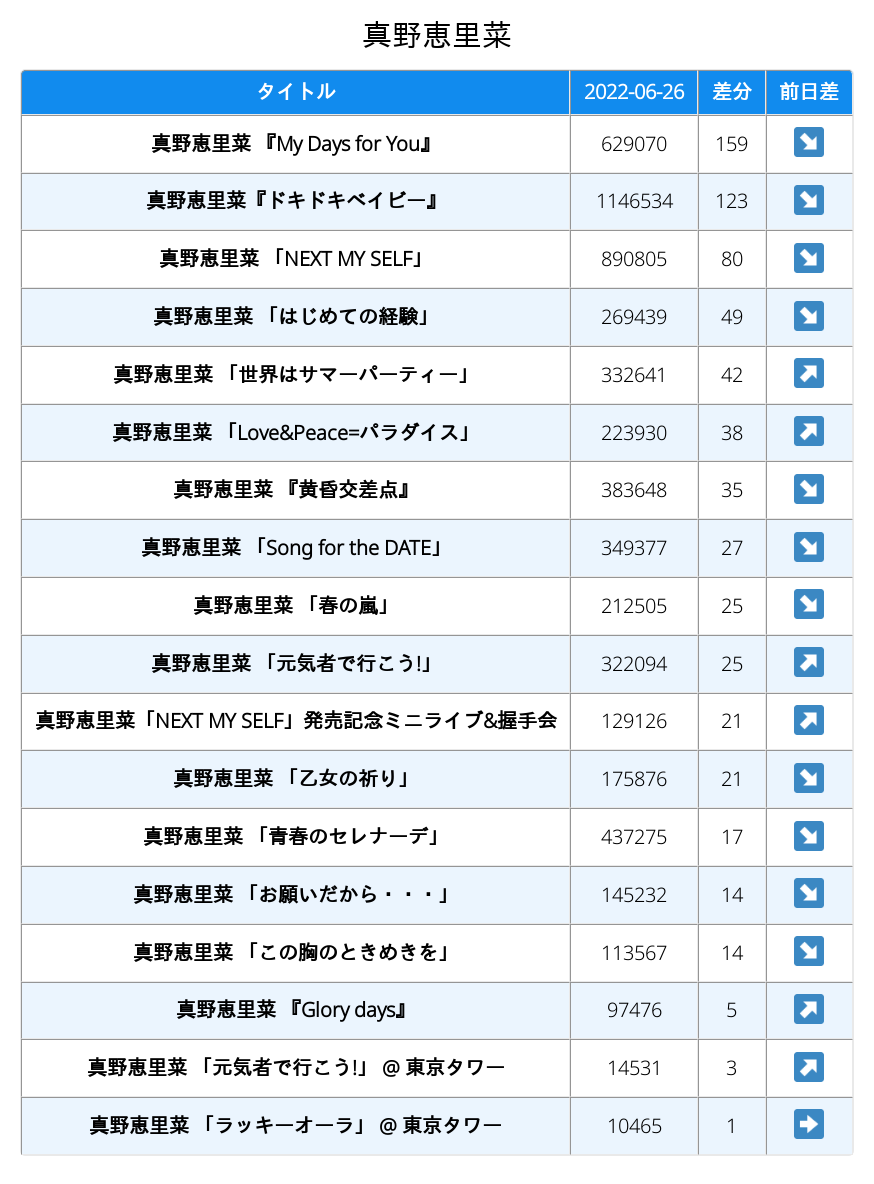 真野恵里菜
タイトル 2022-06-26 差分 前日差
真野恵里菜 『My Days for You』 629070 159 ↘
真野恵里菜『ドキドキベイビー』 1146534 123 ↘
真野恵里菜 「NEXT MY SELF」 890805 80 ↘
真野恵里菜 「はじめての経験」 269439 49 ↘
真野恵里菜 「世界はサマーパーティー」 332641 42 ↗
真野恵里菜 「Love&Peace=パラダイス」 223930 38 ↗
真野恵里菜 『黄昏交差点』 383648 35 ↘
真野恵里菜 「Song for the DATE」 349377 27 ↘
真野恵里菜 「春の嵐」 212505 25 ↘
真野恵里菜 「元気者で行こう!」 322094 25 ↗
真野恵里菜「NEXT MY SELF」発売記念ミニライブ&握手会 129126 21 ↗
真野恵里菜 「乙女の祈り」 175876 21 ↘
真野恵里菜 「青春のセレナーデ」 437275 17 ↘
真野恵里菜 「お願いだから・・・」 145232 14 ↘
真野恵里菜 「この胸のときめきを」 113567 14 ↘
真野恵里菜 『Glory days』 97476 5 ↗
真野恵里菜 「元気者で行こう!」 @ 東京タワー 14531 3 ↗
真野恵里菜 「ラッキーオーラ」 @ 東京タワー 10465 1 ➡